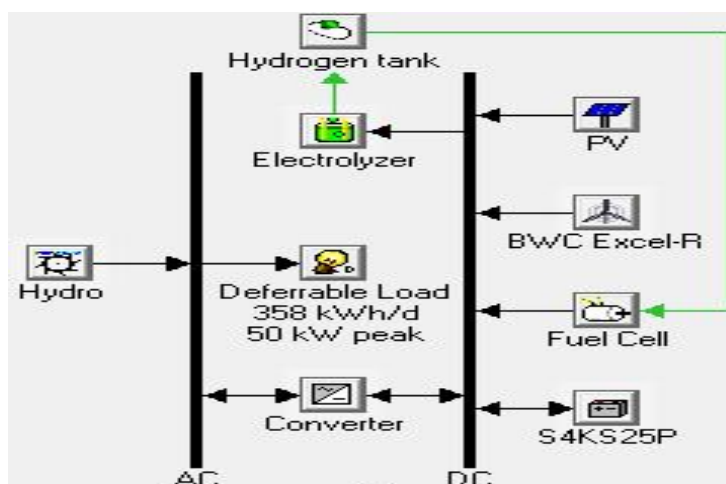 Hydrogen tank
Electrolyzer
PV
BWC Excel-R
Hydro
Deferrable Load
358 kWh/d
50 kW peak
Fuel Cell
Converter
S4KS25P
AC
DC